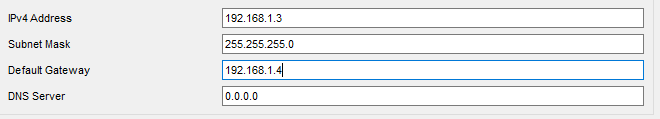 IPv4 Address 192.168.1.3
Subnet Mask 255.255.255.0
Default Gateway 192.168.1.4
DNS Server 0.0.0.0